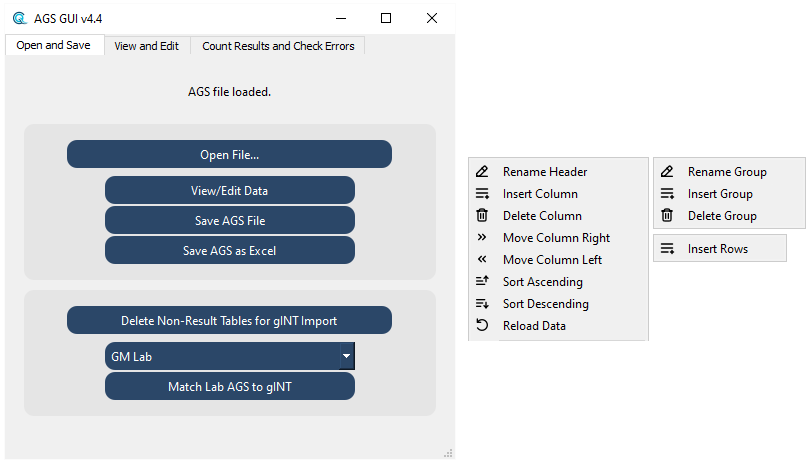 AGS GUI v4.4
Open and Save
View and Edit
Count Results and Check Errors
AGS file loaded.
Open File...
View/Edit Data
Save AGS File
Save AGS as Excel
Delete Non-Result Tables for gINT Import
GM Lab
Match Lab AGS to gINT
Rename Header
Insert Column
Delete Column
Move Column Right
Move Column Left
Sort Ascending
Sort Descending
Reload Data
Rename Group
Insert Group
Delete Group
Insert Rows